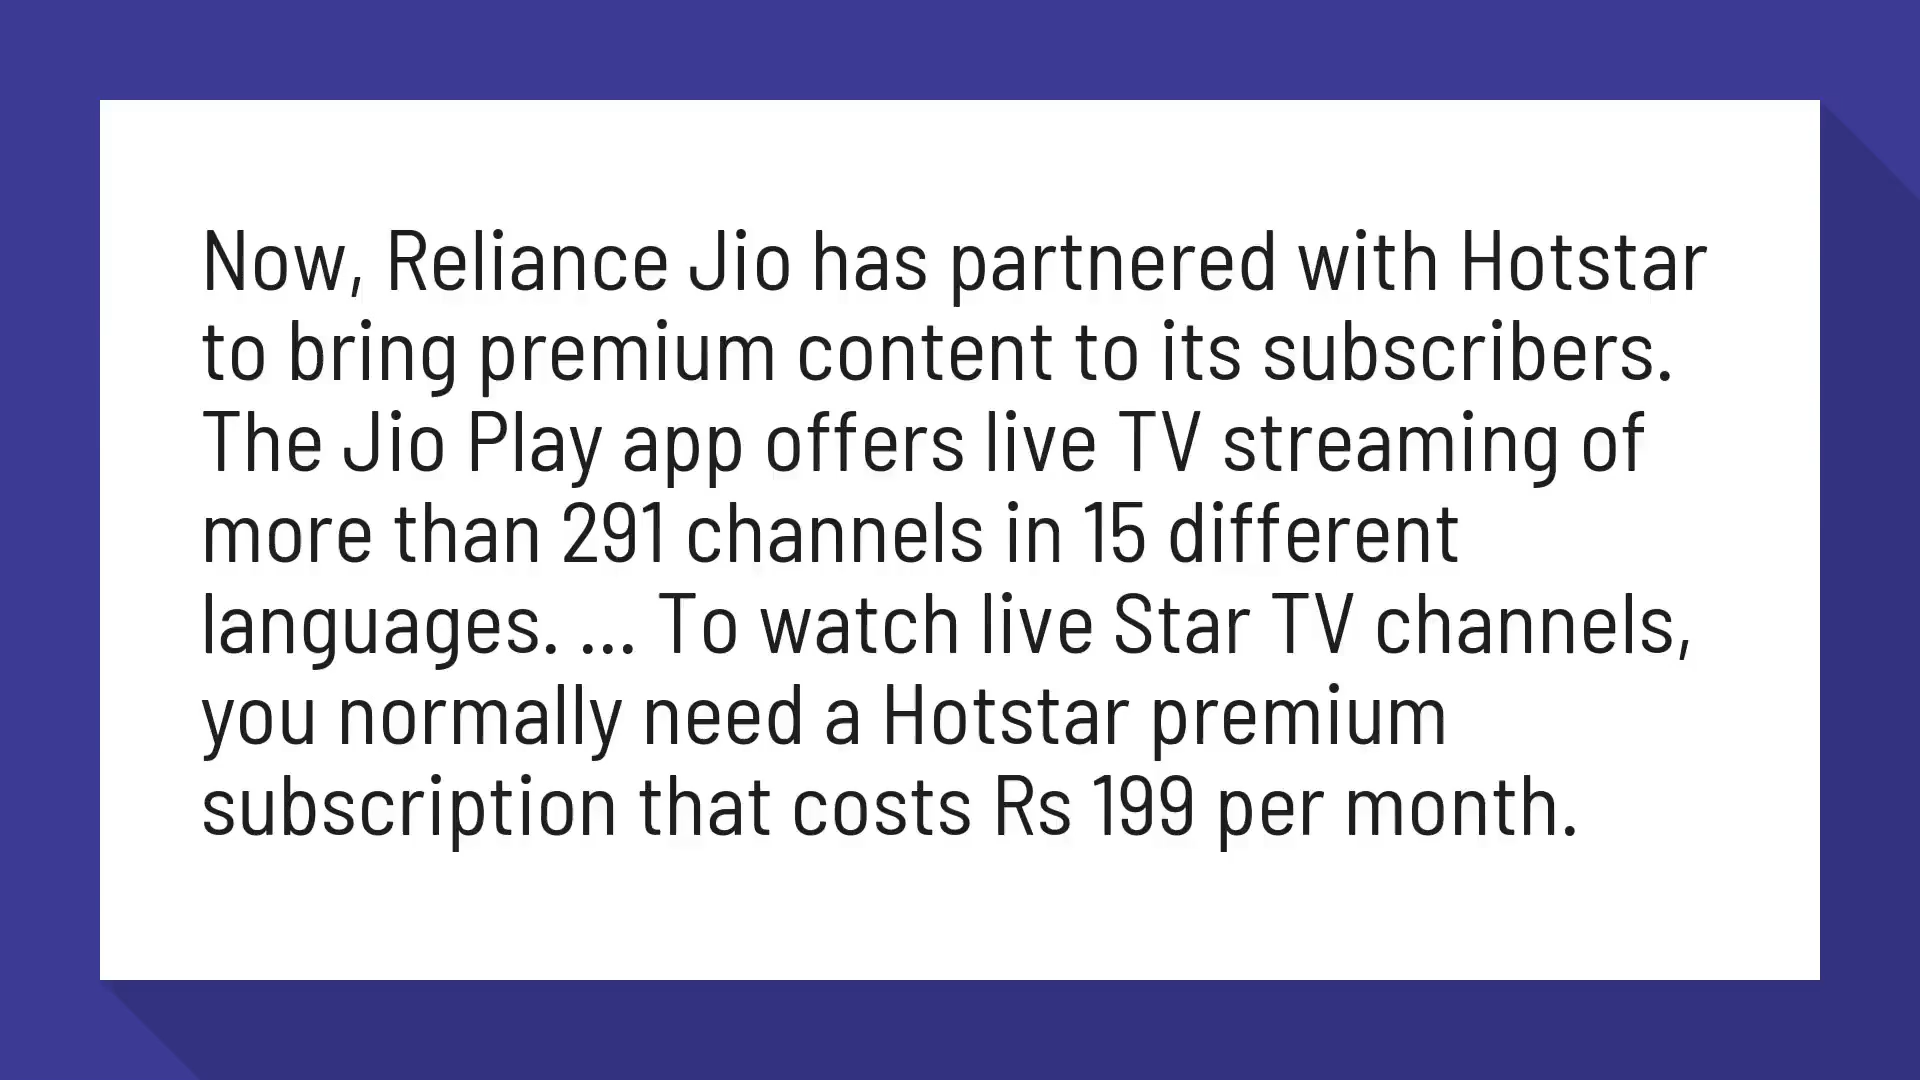 Now, Reliance Jio has partnered with Hotstar
to bring premium content to its subscribers.
The Jio Play app offers live TV streaming of
more than 291 channels in 15 different
languages. ... To watch live Star TV channels,
you normally need a Hotstar premium
subscription that costs Rs 199 per month.